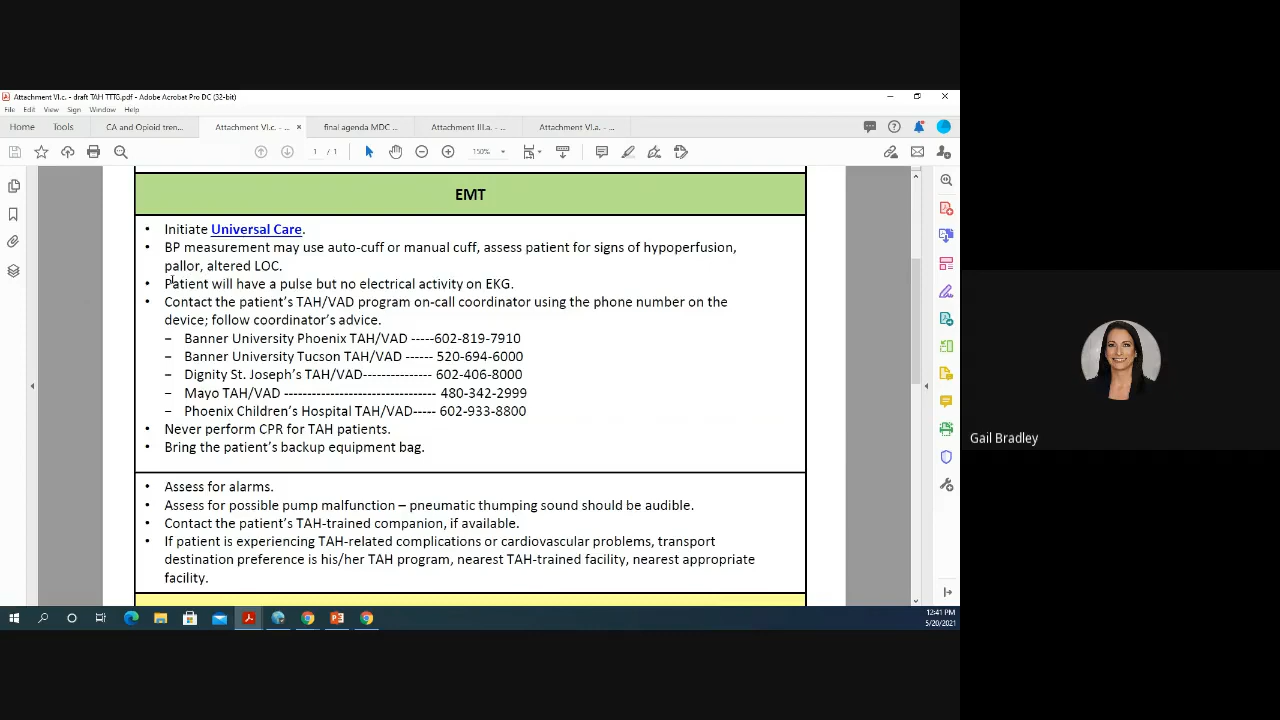 Attachment VI.c. - draft TAH TTTG.pdf - Adobe Acrobat Pro DC (32-bit)
File Edit View Sign Window Help
Home Tools CA and Opioid tren... Attachment VI.c. - ... × final agenda MDC ... Attachment III.a. - ... Attachment VI.a. - ...
1 / 1 150%
EMT
• Initiate Universal Care.
• BP measurement may use auto-cuff or manual cuff, assess patient for signs of hypoperfusion,
pallor, altered LOC.
• Patient will have a pulse but no electrical activity on EKG.
• Contact the patient's TAH/VAD program on-call coordinator using the phone number on the
device; follow coordinator's advice.
− Banner University Phoenix TAH/VAD -----602-819-7910
− Banner University Tucson TAH/VAD ------ 520-694-6000
− Dignity St. Joseph's TAH/VAD--------------- 602-406-8000
− Mayo TAH/VAD --------------------------------- 480-342-2999
− Phoenix Children's Hospital TAH/VAD----- 602-933-8800
• Never perform CPR for TAH patients.
• Bring the patient's backup equipment bag.
• Assess for alarms.
• Assess for possible pump malfunction – pneumatic thumping sound should be audible.
• Contact the patient's TAH-trained companion, if available.
• If patient is experiencing TAH-related complications or cardiovascular problems, transport
destination preference is his/her TAH program, nearest TAH-trained facility, nearest appropriate
facility.
12:41 PM
5/20/2021
Gail Bradley